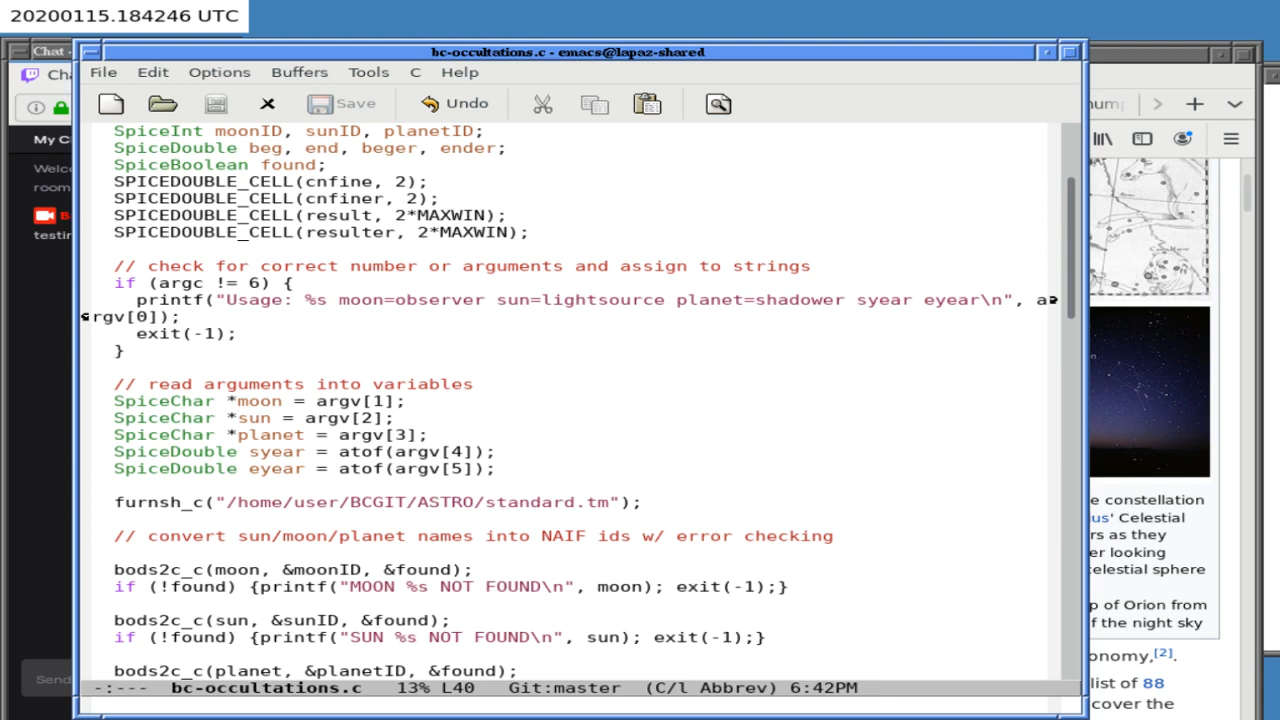 20200115.184246 UTC
Chat
bc-occultations.c - emacs@lapaz-shared
File Edit Options Buffers Tools C Help
Save Undo
SpiceInt moonID, sunID, planetID;
SpiceDouble beg, end, beger, ender;
SpiceBoolean found;
SPICEDOUBLE_CELL(cnfine, 2);
SPICEDOUBLE_CELL(cnfiner, 2);
SPICEDOUBLE_CELL(result, 2*MAXWIN);
SPICEDOUBLE_CELL(resulter, 2*MAXWIN);
// check for correct number or arguments and assign to strings
if (argc != 6) {
printf("Usage: %s moon=observer sun=lightsource planet=shadower syear eyear\n", a
rgv[0]);
exit(-1);
}
// read arguments into variables
SpiceChar *moon = argv[1];
SpiceChar *sun = argv[2];
SpiceChar *planet = argv[3];
SpiceDouble syear = atof(argv[4]);
SpiceDouble eyear = atof(argv[5]);
furnsh_c("/home/user/BCGIT/ASTRO/standard.tm");
// convert sun/moon/planet names into NAIF ids w/ error checking
bods2c_c(moon, &moonID, &found);
if (!found) {printf("MOON %s NOT FOUND\n", moon); exit(-1);}
bods2c_c(sun, &sunID, &found);
if (!found) {printf("SUN %s NOT FOUND\n", sun); exit(-1);}
bods2c_c(planet, &planetID, &found);
-:--- bc-occultations.c 13% L40 Git:master (C/l Abbrev) 6:42PM
Cha
My C
Welc
room
B
testir
Send
hump
e constellation
us' Celestial
rs as they
er looking
celestial sphere
p of Orion from
f the night sky
onomy,[2].
list of 88
cover the